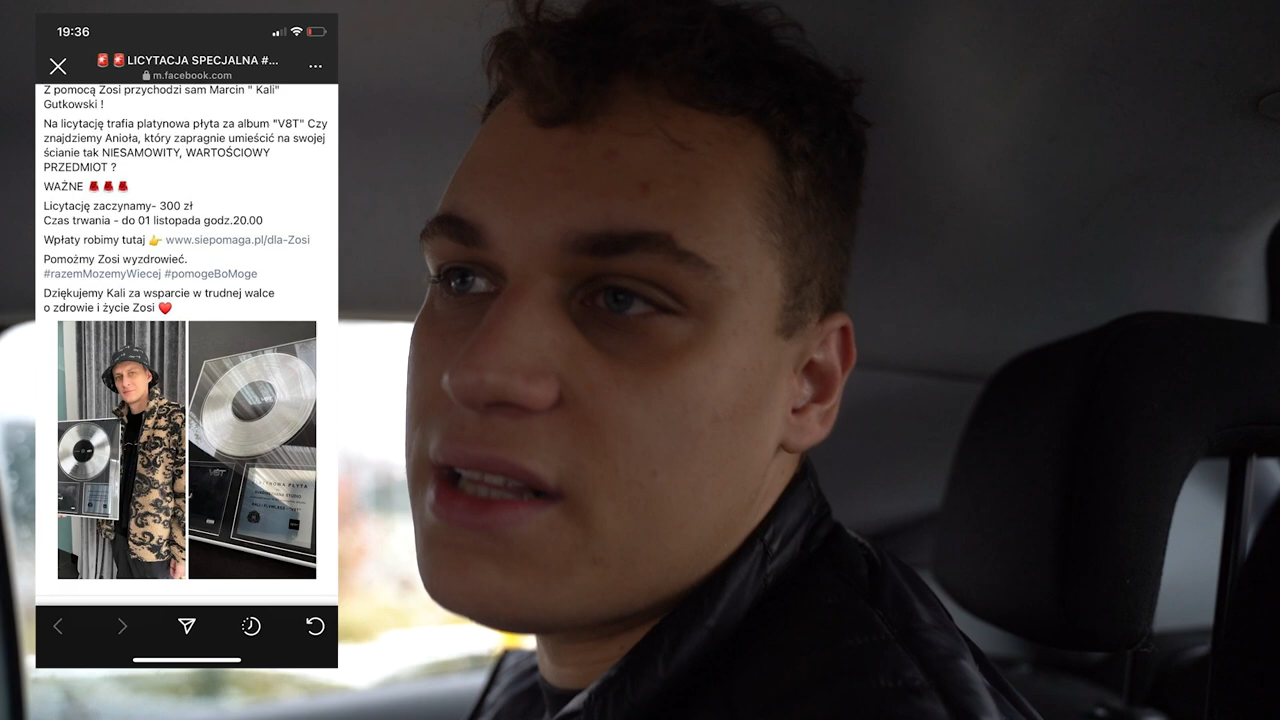 19:36
🚨🚨LICYTACJA SPECJALNA #...
m.facebook.com
Z pomocą Zosi przychodzi sam Marcin " Kali"
Gutkowski !
Na licytację trafia platynowa płyta za album "V8T" Czy
znajdziemy Anioła, który zapragnie umieścić na swojej
ścianie tak NIESAMOWITY, WARTOŚCIOWY
PRZEDMIOT ?
WAŻNE
Licytację zaczynamy- 300 zł
Czas trwania - do 01 listopada godz.20.00
Wpłaty robimy tutaj 👉 www.siepomaga.pl/dla-Zosi
Pomożmy Zosi wyzdrowieć.
#razemMozemyWiecej #pomogeBoMoge
Dziękujemy Kali za wsparcie w trudnej walce
o zdrowie i życie Zosi ❤️
V8T